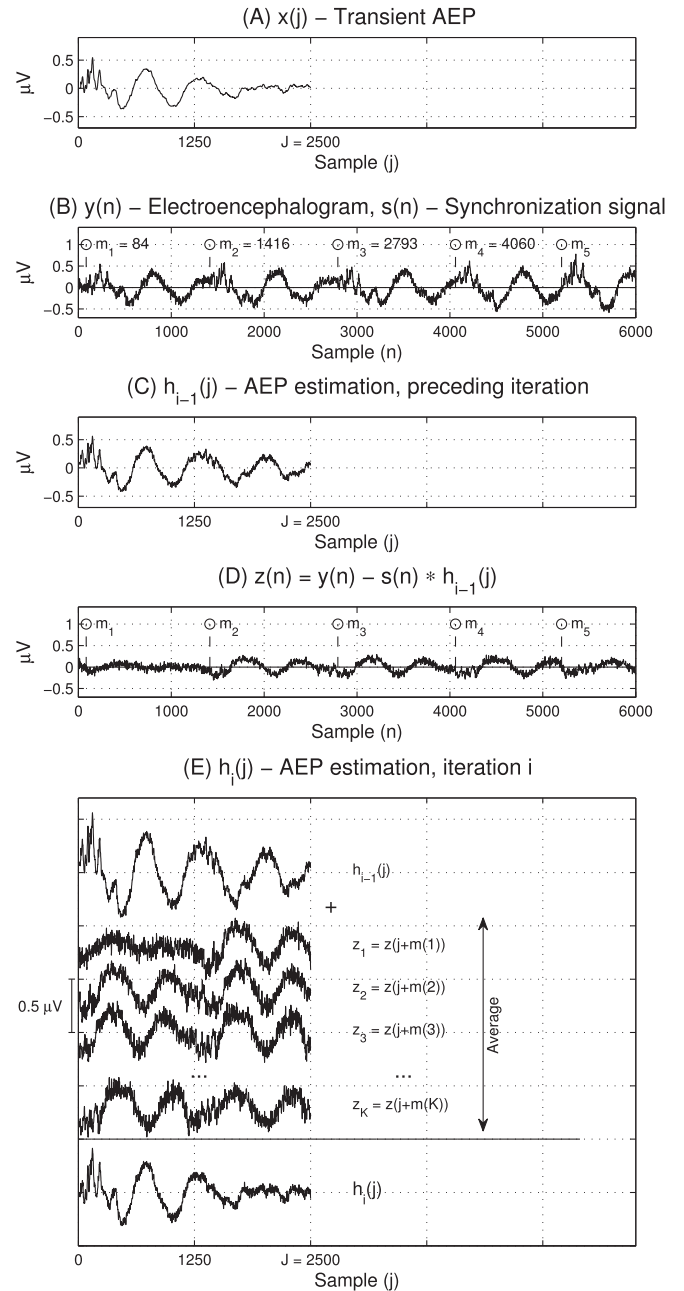 (A) x(j) − Transient AEP
μV
0.5
0
−0.5
0 1250 J = 2500
Sample (j)
(B) y(n) − Electroencephalogram, s(n) − Synchronization signal
μV
1
0.5
0
−0.5
m1 = 84 m2 = 1416 m3 = 2793 m4 = 4060 m5
0 1000 2000 3000 4000 5000 6000
Sample (n)
(C) hi−1(j) − AEP estimation, preceding iteration
μV
0.5
0
−0.5
0 1250 J = 2500
Sample (j)
(D) z(n) = y(n) − s(n) * hi−1(j)
μV
1
0.5
0
−0.5
m1 m2 m3 m4 m5
0 1000 2000 3000 4000 5000 6000
Sample (n)
(E) hi(j) − AEP estimation, iteration i
hi−1(j)
+
z1 = z(j+m(1))
z2 = z(j+m(2))
0.5 μV
z3 = z(j+m(3))
... ...
zK = z(j+m(K))
Average
hi(j)
0 1250 J = 2500
Sample (j)